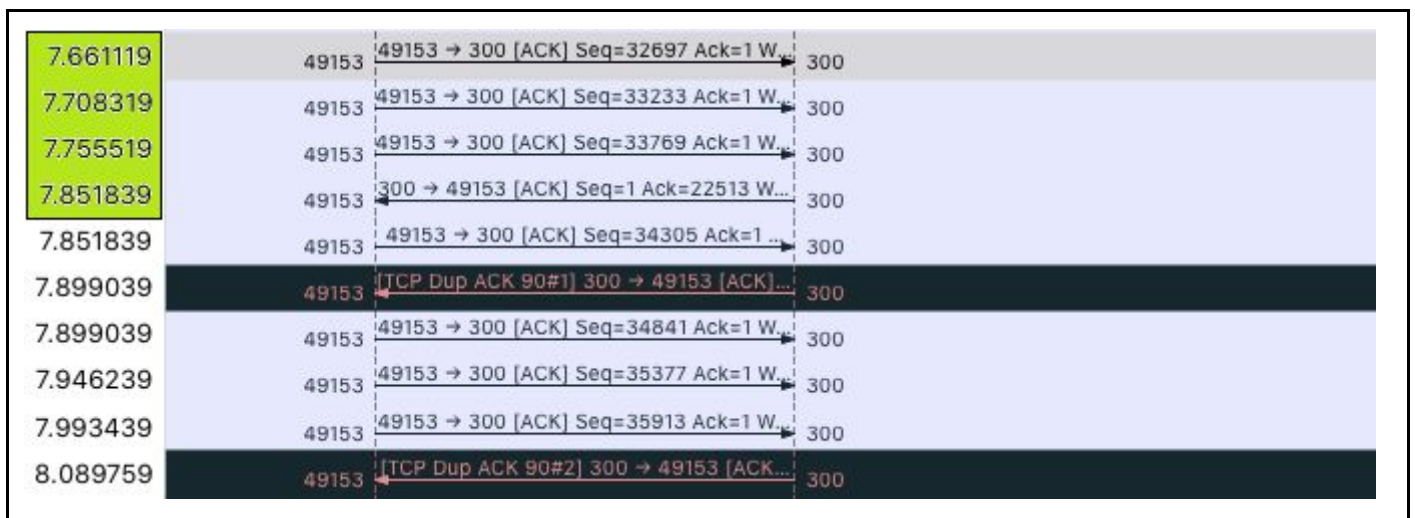 7.661119 49153 49153 → 300 [ACK] Seq=32697 Ack=1 W... 300
7.708319 49153 49153 → 300 [ACK] Seq=33233 Ack=1 W... 300
7.755519 49153 49153 → 300 [ACK] Seq=33769 Ack=1 W... 300
7.851839 49153 300 → 49153 [ACK] Seq=1 Ack=22513 W... 300
7.851839 49153 49153 → 300 [ACK] Seq=34305 Ack=1 ... 300
7.899039 49153 [TCP Dup ACK 90#1] 300 → 49153 [ACK]... 300
7.899039 49153 49153 → 300 [ACK] Seq=34841 Ack=1 W... 300
7.946239 49153 49153 → 300 [ACK] Seq=35377 Ack=1 W... 300
7.993439 49153 49153 → 300 [ACK] Seq=35913 Ack=1 W... 300
8.089759 49153 [TCP Dup ACK 90#2] 300 → 49153 [ACK... 300